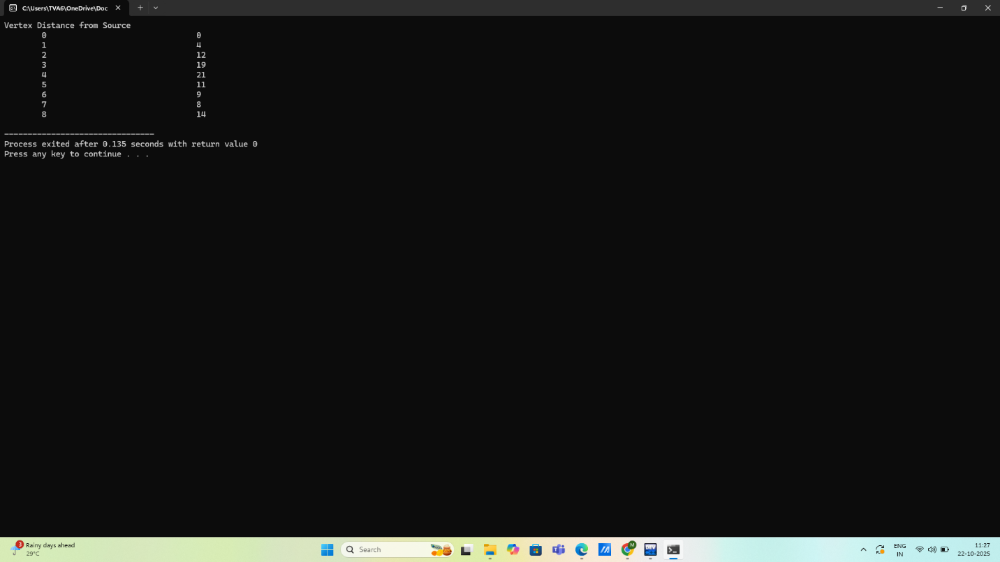 C:\Users\TVA6\OneDrive\Doc
Vertex Distance from Source
0 0
1 4
2 12
3 19
4 21
5 11
6 9
7 8
8 14
--------------------------------
Process exited after 0.135 seconds with return value 0
Press any key to continue . . .
3
Rainy days ahead
29°C
Search
M
DEV
ENG
IN
11:27
22-10-2025